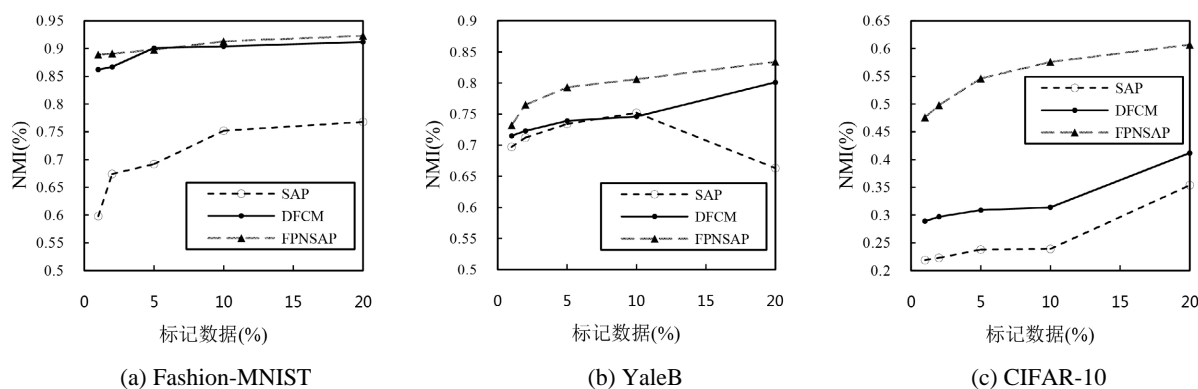 0.95
0.9
0.85
0.8
0.75
0.7
0.65
0.6
0.55
0.5
NMI(%)
0
5
10
15
20
标记数据(%)
SAP
DFCM
FPNSAP
(a) Fashion-MNIST
0.9
0.85
0.8
0.75
0.7
0.65
0.6
0.55
0.5
NMI(%)
0
5
10
15
20
标记数据(%)
SAP
DFCM
FPNSAP
(b) YaleB
0.65
0.6
0.55
0.5
0.45
0.4
0.35
0.3
0.25
0.2
NMI(%)
0
5
10
15
20
标记数据(%)
SAP
DFCM
FPNSAP
(c) CIFAR-10